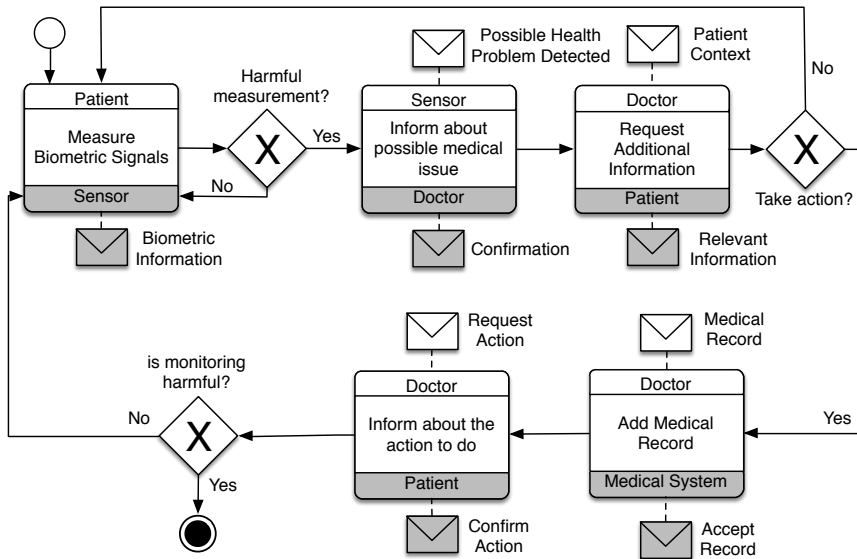 Possible Health
Problem Detected
Patient
Context
No
Patient
Measure
Biometric Signals
Sensor
Harmful
measurement?
X
Yes
No
Sensor
Inform about
possible medical
issue
Doctor
Doctor
Request
Additional
Information
Patient
X
Take action?
Biometric
Information
Confirmation
Relevant
Information
Request
Action
Medical
Record
is monitoring
harmful?
No
X
Yes
Doctor
Inform about the
action to do
Patient
Doctor
Add Medical
Record
Medical System
Yes
Confirm
Action
Accept
Record